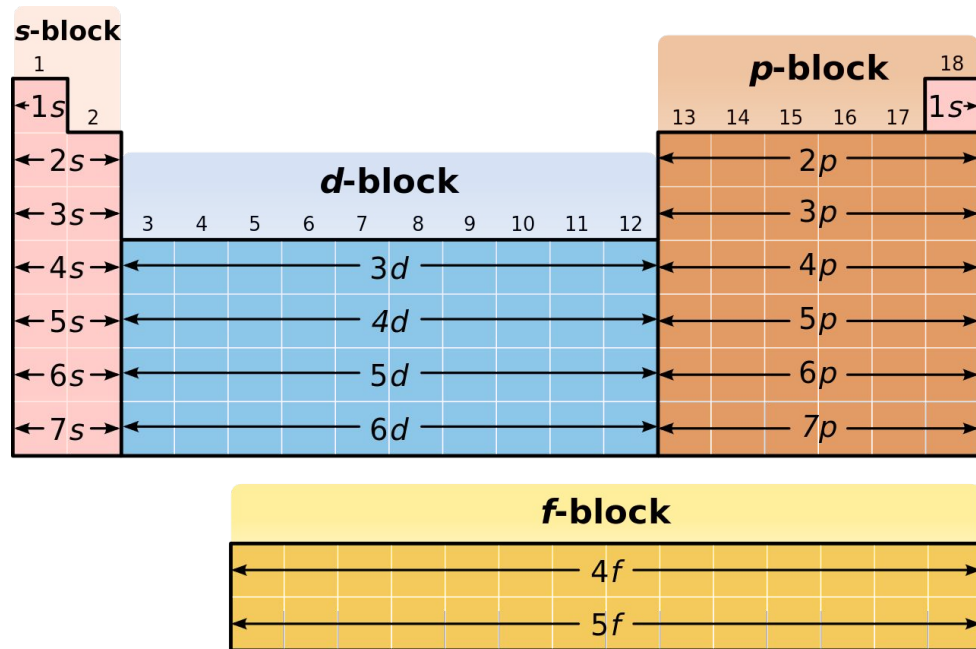 s-block
1
18
1s
2
p-block
13 14 15 16 17
1s
2s
2p
d-block
3s
3 4 5 6 7 8 9 10 11 12
3p
4s
3d
4p
5s
4d
5p
6s
5d
6p
7s
6d
7p
f-block
4f
5f